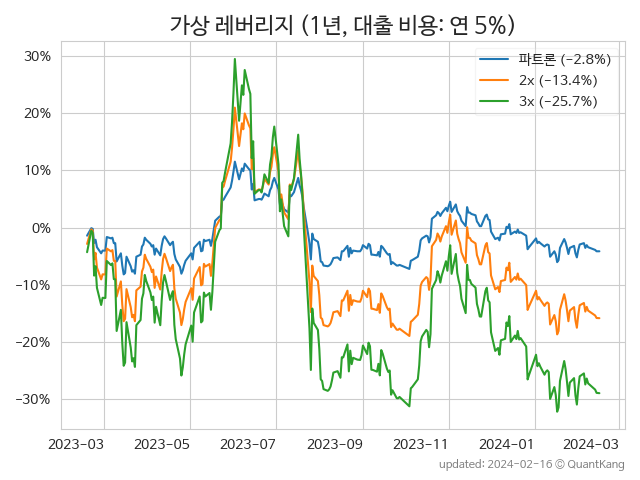 가상 레버리지 (1년, 대출 비용: 연 5%)
30%
20%
10%
0%
−10%
−20%
−30%
파트론 (−2.8%)
2x (−13.4%)
3x (−25.7%)
2023-03 2023-05 2023-07 2023-09 2023-11 2024-01 2024-03
updated: 2024-02-16 © QuantKang